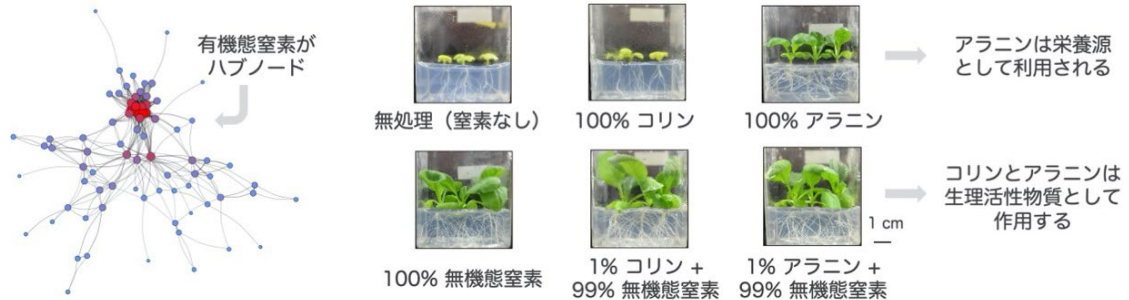 有機態窒素が
ハブノード
無処理（窒素なし）
100% コリン
100% アラニン
アラニンは栄養源
として利用される
100% 無機態窒素
1% コリン +
99% 無機態窒素
1% アラニン +
99% 無機態窒素
1 cm
コリンとアラニンは
生理活性物質として
作用する